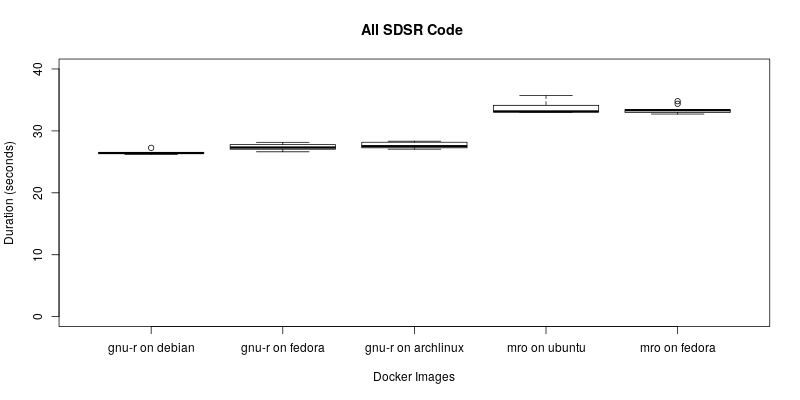 All SDSR Code
Duration (seconds)
40
30
20
10
0
gnu-r on debian
gnu-r on fedora
gnu-r on archlinux
mro on ubuntu
mro on fedora
Docker Images